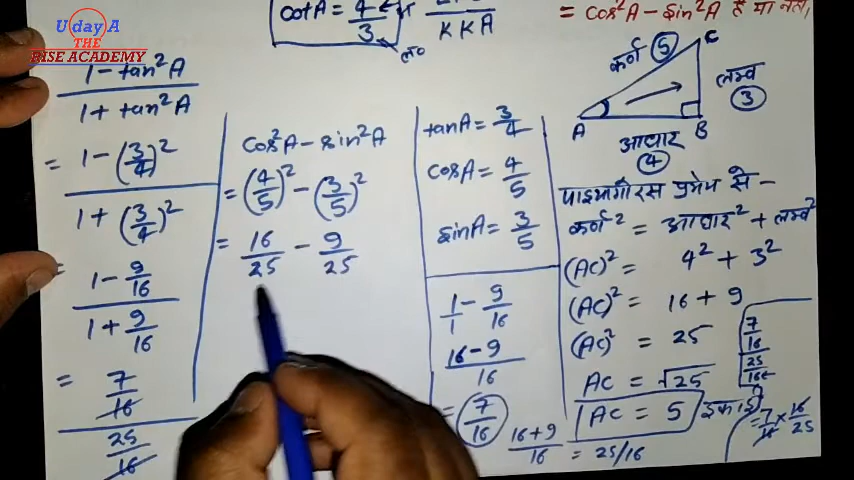 U day A
THE
RISE ACADEMY
cotA = 4/3
KKA
= cos²A - sin²A है या नहीं,
1 - tan²A
1 + tan²A
= 1 - (3/4)²
1 + (3/4)²
= 1 - 9/16
1 + 9/16
= 7/16
25/16
cos²A - sin²A
= (4/5)² - (3/5)²
= 16/25 - 9/25
tanA = 3/4
cosA = 4/5
sinA = 3/5
1/1 - 9/16
16-9/16
= 7/16
16+9/16 = 25/16
कर्ण 5
C
लम्ब
3
A
B
आधार
4
पाइथागोरस प्रमेय से -
कर्ण² = आधार² + लम्ब²
(AC)² = 4² + 3²
(AC)² = 16 + 9
(AC)² = 25
AC = √25
AC = 5 इकाई
7/16
25/16
= 7/16 × 16/25